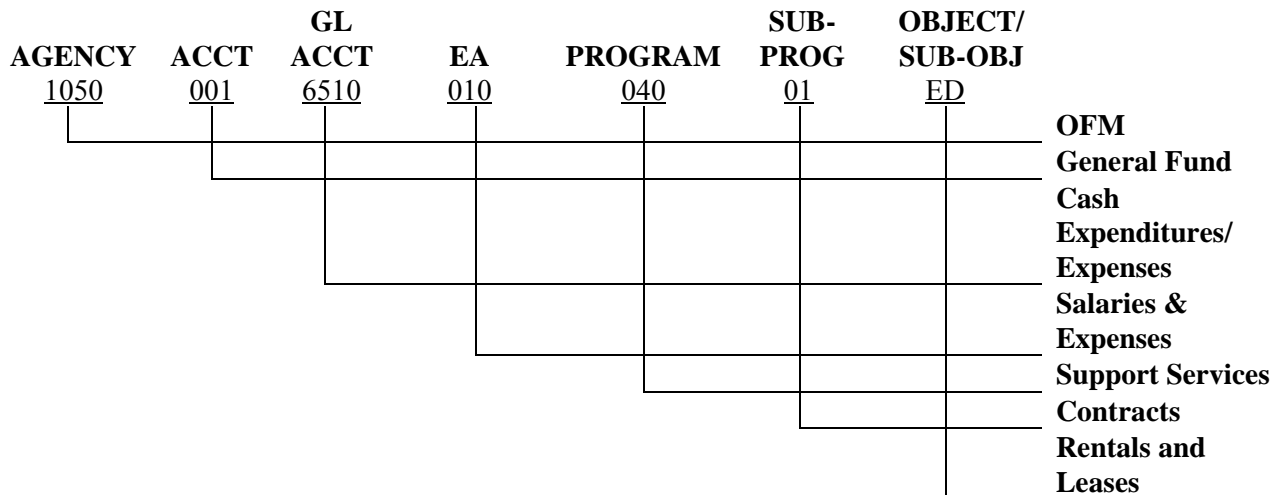 GL SUB- OBJECT/
AGENCY ACCT ACCT EA PROGRAM PROG SUB-OBJ
1050 001 6510 010 040 01 ED
OFM
General Fund
Cash
Expenditures/
Expenses
Salaries &
Expenses
Support Services
Contracts
Rentals and
Leases